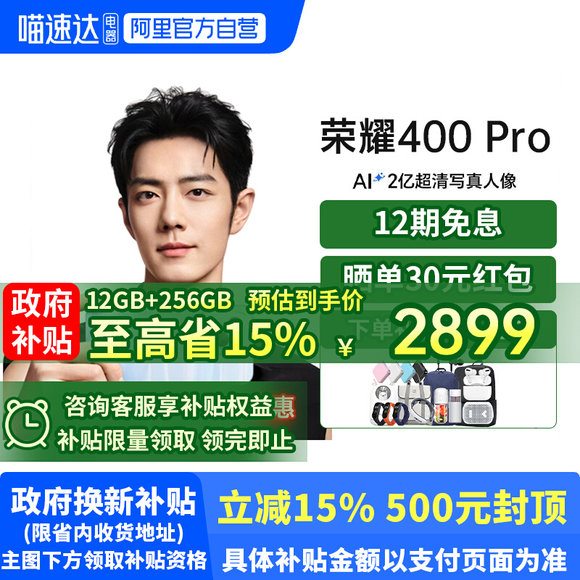 喵速达电器 阿里官方自营
荣耀400 Pro
AI 2亿超清写真人像
12期免息
晒单30元红包
下单
政府补贴
12GB+256GB 预估到手价
至高省15% ¥ 2899
咨询客服享补贴权益惠
补贴限量领取 领完即止
政府换新补贴
(限省内收货地址)
主图下方领取补贴资格
立减15% 500元封顶
具体补贴金额以支付页面为准